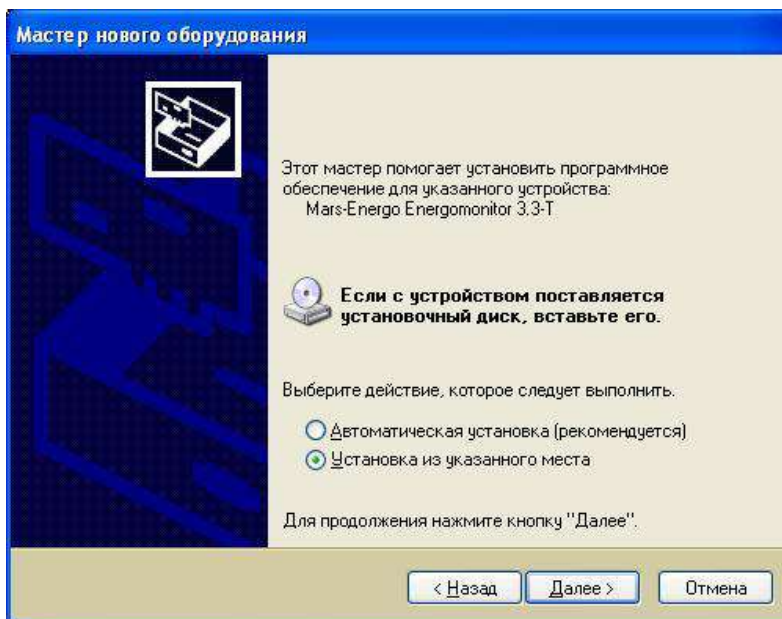 Мастер нового оборудования
Этот мастер помогает установить программное
обеспечение для указанного устройства:
Mars-Energo Energomonitor 3.3-T
Если с устройством поставляется
установочный диск, вставьте его.
Выберите действие, которое следует выполнить.
Автоматическая установка (рекомендуется)
Установка из указанного места
Для продолжения нажмите кнопку "Далее".
< Назад Далее > Отмена